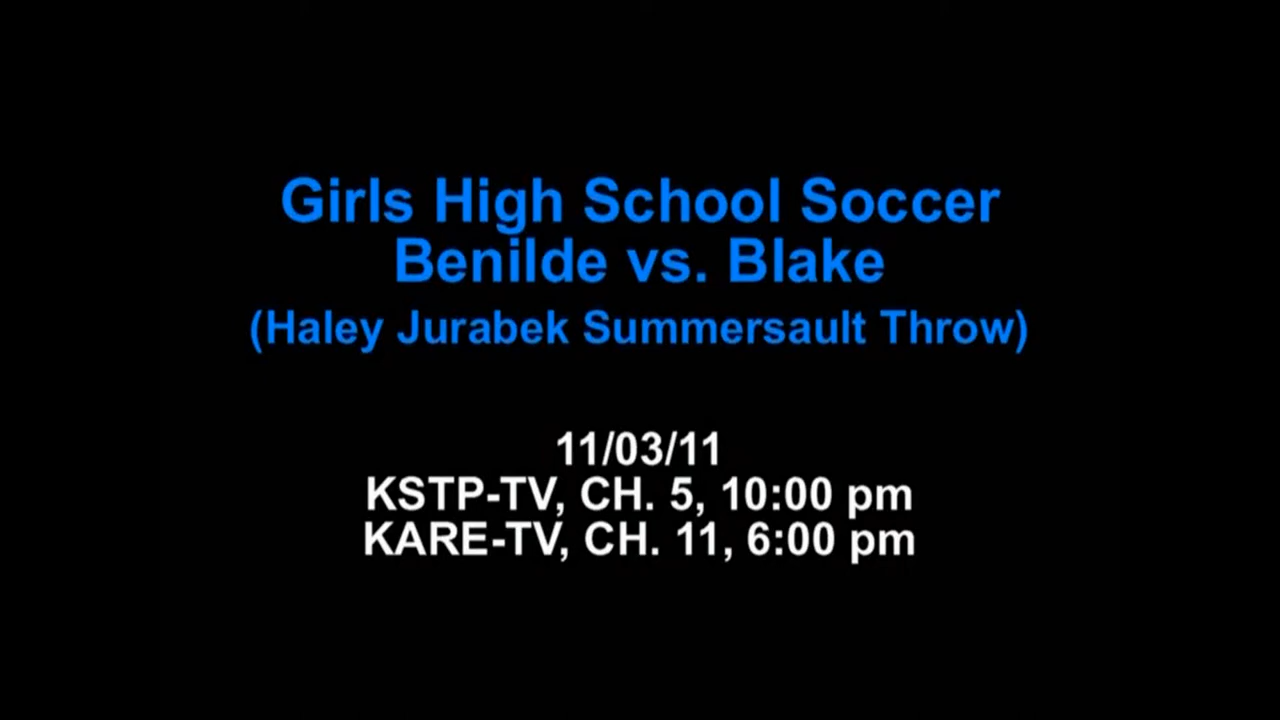 Girls High School Soccer
Benilde vs. Blake
(Haley Jurabek Summersault Throw)
11/03/11
KSTP-TV, CH. 5, 10:00 pm
KARE-TV, CH. 11, 6:00 pm